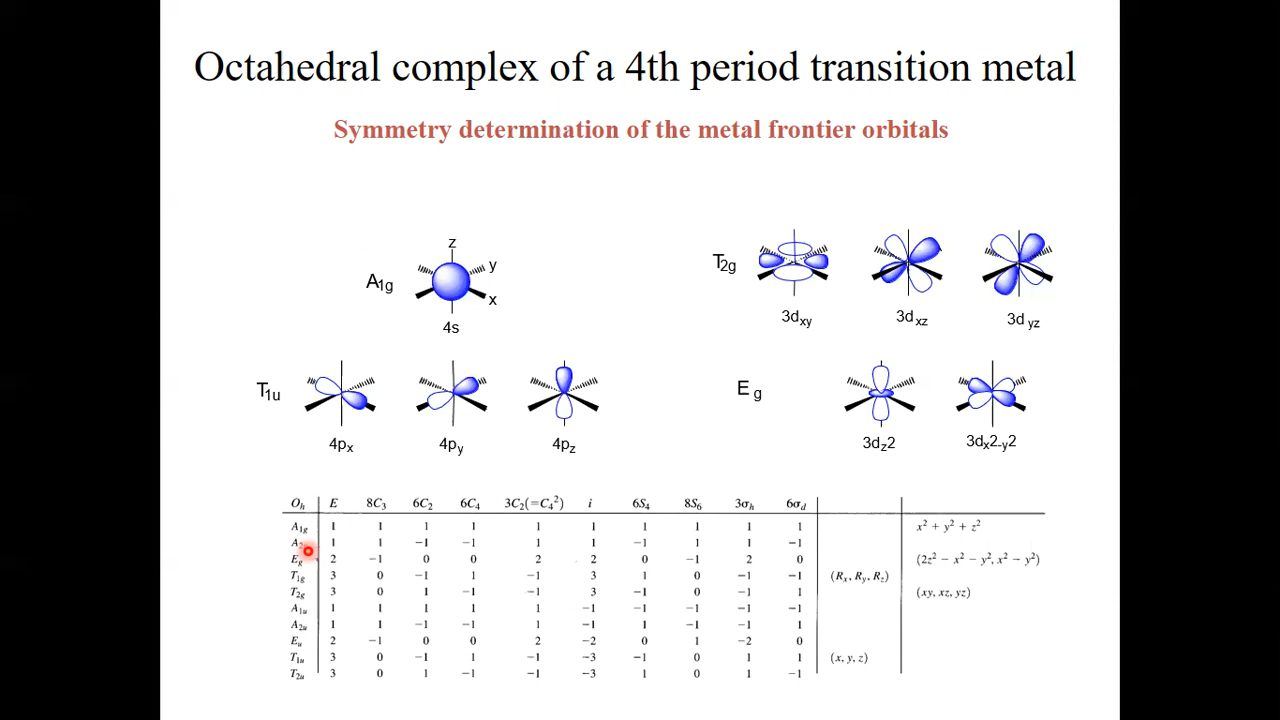 Octahedral complex of a 4th period transition metal
Symmetry determination of the metal frontier orbitals
z
y
x
A1g
4s
T2g
3dxy
3d xz
3d yz
T1u
4px
4py
4pz
Eg
3dz2
3dx2-y2
Oh E 8C3 6C2 6C4 3C2(=C4²) i 6S4 8S6 3σh 6σd
A1g 1 1 1 1 1 1 1 1 1 1 x² + y² + z²
1 1 −1 −1 1 1 −1 1 1 −1
Eg 2 −1 0 0 2 2 0 −1 2 0 (2z² − x² − y², x² − y²)
T1g 3 0 −1 1 −1 3 1 0 −1 −1 (Rx, Ry, Rz)
T2g 3 0 1 −1 −1 3 −1 0 −1 1 (xy, xz, yz)
A1u 1 1 1 1 1 −1 −1 −1 −1 −1
A2u 1 1 −1 −1 1 −1 1 −1 −1 1
Eu 2 −1 0 0 2 −2 0 1 −2 0
T1u 3 0 −1 1 −1 −3 −1 0 1 1 (x, y, z)
T2u 3 0 1 −1 −1 −3 1 0 1 −1